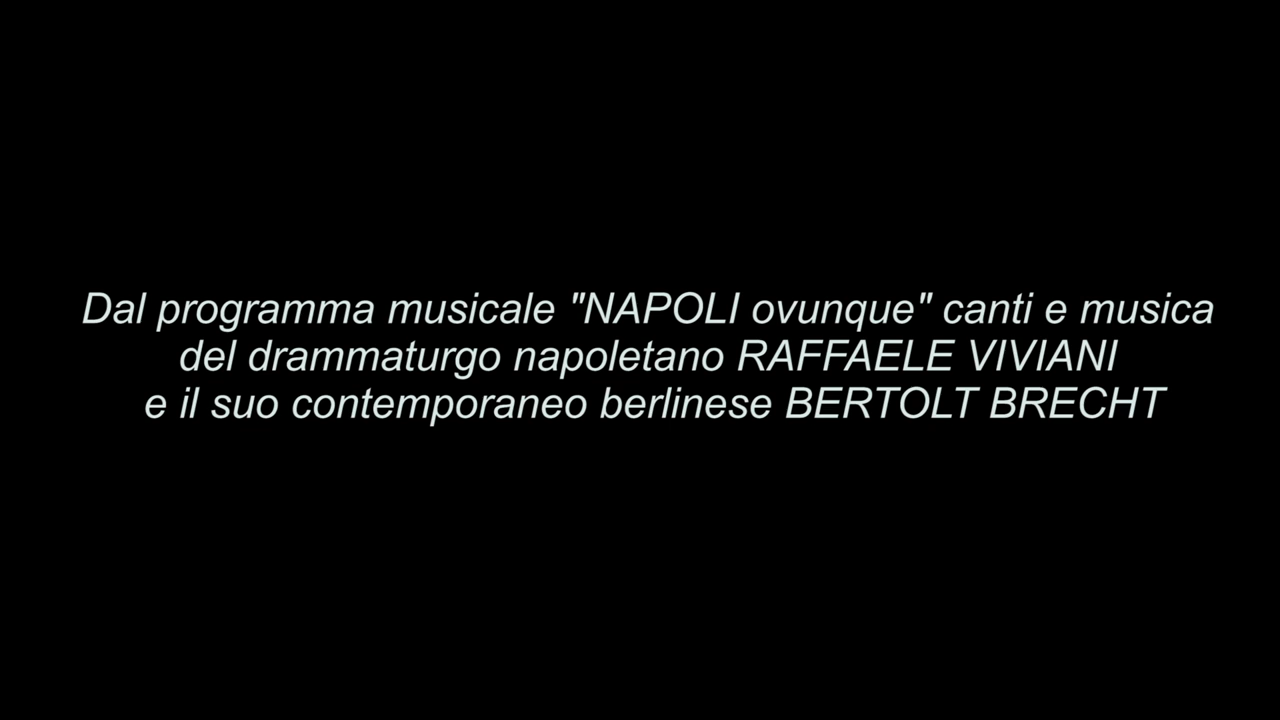 Dal programma musicale "NAPOLI ovunque" canti e musica
del drammaturgo napoletano RAFFAELE VIVIANI
e il suo contemporaneo berlinese BERTOLT BRECHT